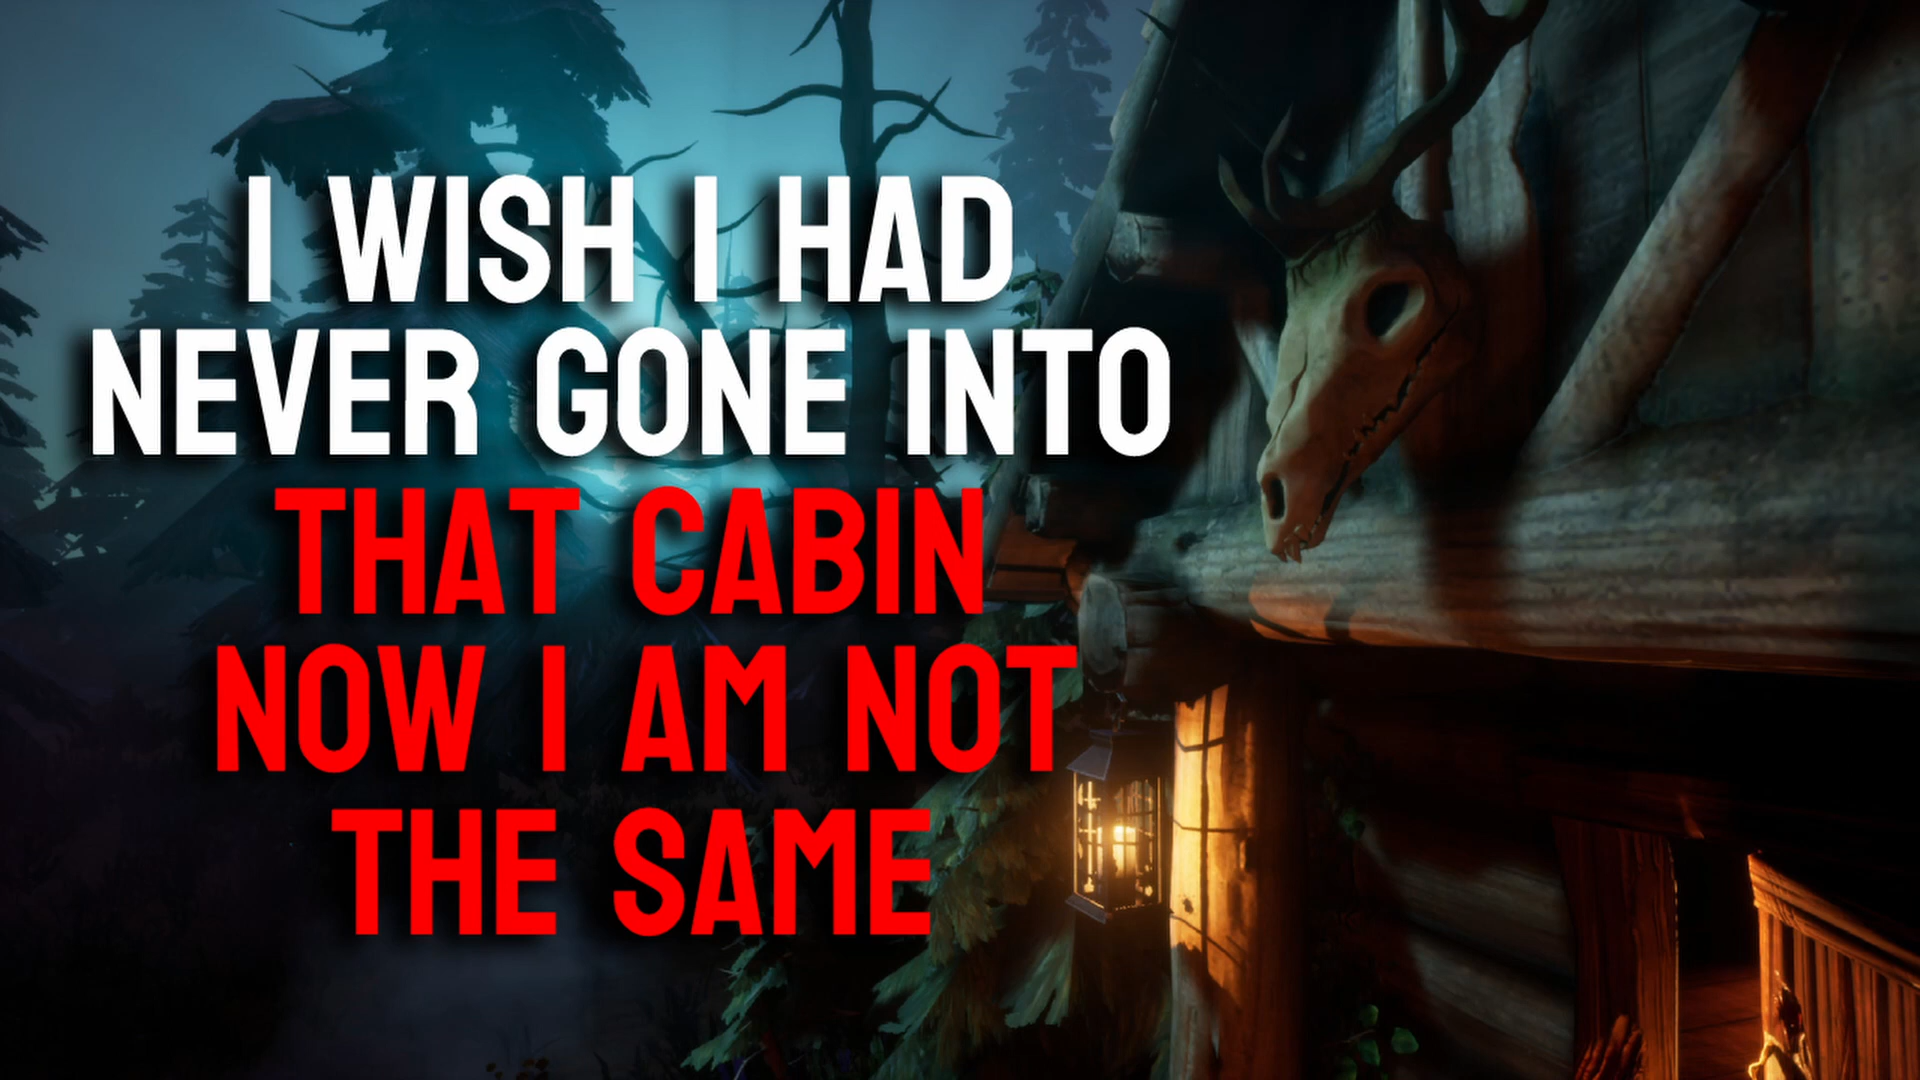 I WISH I HAD
NEVER GONE INTO
THAT CABIN
NOW I AM NOT
THE SAME